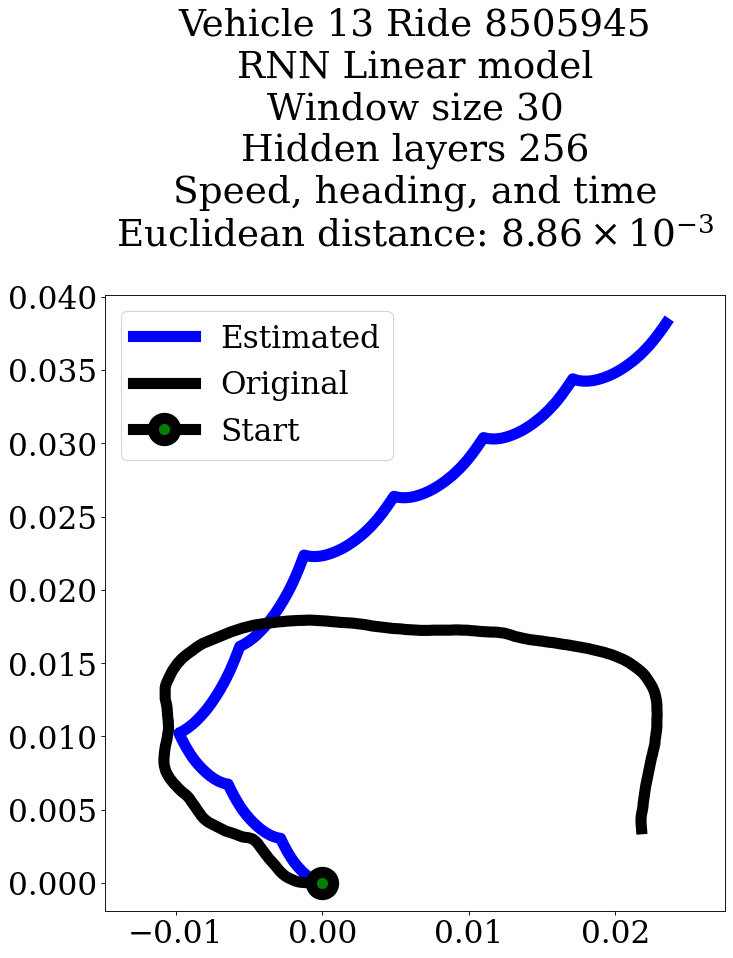 Vehicle 13 Ride 8505945
RNN Linear model
Window size 30
Hidden layers 256
Speed, heading, and time
Euclidean distance: 8.86 × 10⁻³
0.040
0.035
0.030
0.025
0.020
0.015
0.010
0.005
0.000
Estimated
Original
Start
−0.01 0.00 0.01 0.02